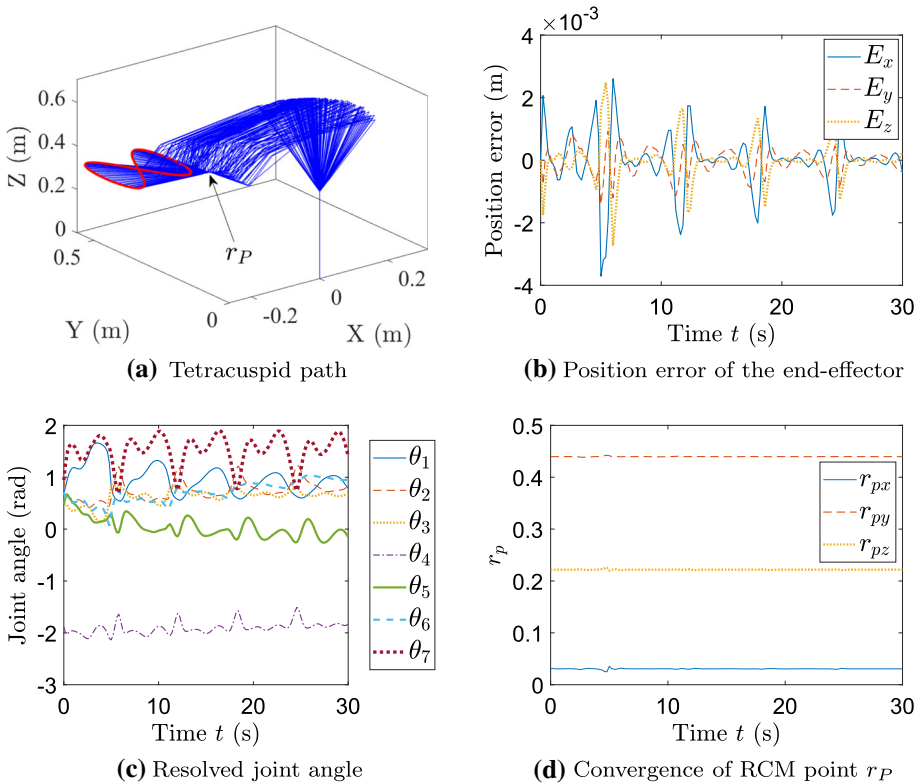 0.6
0.4
0.2
0
Z (m)
0.5
0
Y (m)
-0.2
0
0.2
X (m)
r_P
(a) Tetracuspid path
×10⁻³
4
2
0
-2
-4
Position error (m)
E_x
E_y
E_z
0
10
20
30
Time t (s)
(b) Position error of the end-effector
2
1
0
-1
-2
-3
Joint angle (rad)
θ_1
θ_2
θ_3
θ_4
θ_5
θ_6
θ_7
0
10
20
30
Time t (s)
(c) Resolved joint angle
0.5
0.4
0.3
0.2
0.1
0
r_p
r_px
r_py
r_pz
0
10
20
30
Time t (s)
(d) Convergence of RCM point r_P